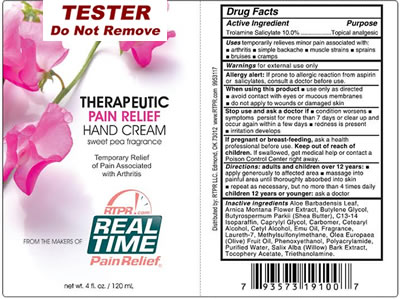 TESTER
Do Not Remove
THERAPEUTIC
PAIN RELIEF
HAND CREAM
sweet pea fragrance
Temporary Relief
of Pain Associated
with Arthritis
FROM THE MAKERS OF
RTPR.com
REAL
TIME
Pain Relief
net wt. 4 fl. oz. / 120 mL
Distributed by: RTPR LLC, Edmond, OK 73012 www.RTPR.com 9953117
Drug Facts
Active Ingredient Purpose
Trolamine Salicylate 10.0% Topical analgesic
Uses temporarily relieves minor pain associated with:
▪ arthritis ▪ simple backache ▪ muscle strains ▪ sprains
▪ bruises ▪ cramps
Warnings for external use only
Allergy alert: If prone to allergic reaction from aspirin
or salicylates, consult a doctor before use.
When using this product ▪ use only as directed
▪ avoid contact with eyes or mucous membranes
▪ do not apply to wounds or damaged skin
Stop use and ask a doctor if ▪ condition worsens ▪
symptoms persist for more than 7 days or clear up and
occur again within a few days ▪ redness is present
▪ irritation develops
If pregnant or breast-feeding, ask a health
professional before use. Keep out of reach of
children. If swallowed, get medical help or contact a
Poison Control Center right away.
Directions: adults and children over 12 years: ▪
apply generously to affected area ▪ massage into
painful area until thoroughly absorbed into skin
▪ repeat as necessary, but no more than 4 times daily
children 12 years or younger: ask a doctor
Inactive Ingredients Aloe Barbadensis Leaf,
Arnica Montana Flower Extract, Butylene Glycol,
Butyrospermum Parkii (Shea Butter), C13-14
Isoparaffin, Caprylyl Glycol, Carbomer, Cetearyl
Alcohol, Cetyl Alcohol, Emu Oil, Fragrance,
Laureth-7, Methylsulfonylmethane, Olea Europaea
(Olive) Fruit Oil, Phenoxyethanol, Polyacrylamide,
Purified Water, Salix Alba (Willow) Bark Extract,
Tocophery Acetate, Triethanolamine.
7 93573 19100 7